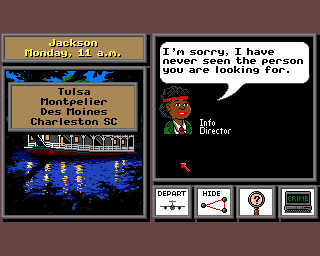 Jackson
Monday, 11 a.m.
Tulsa
Montpelier
Des Moines
Charleston SC
I'm sorry, I have
never seen the person
you are looking for.
Info
Director
DEPART
HIDE
?
CRIME